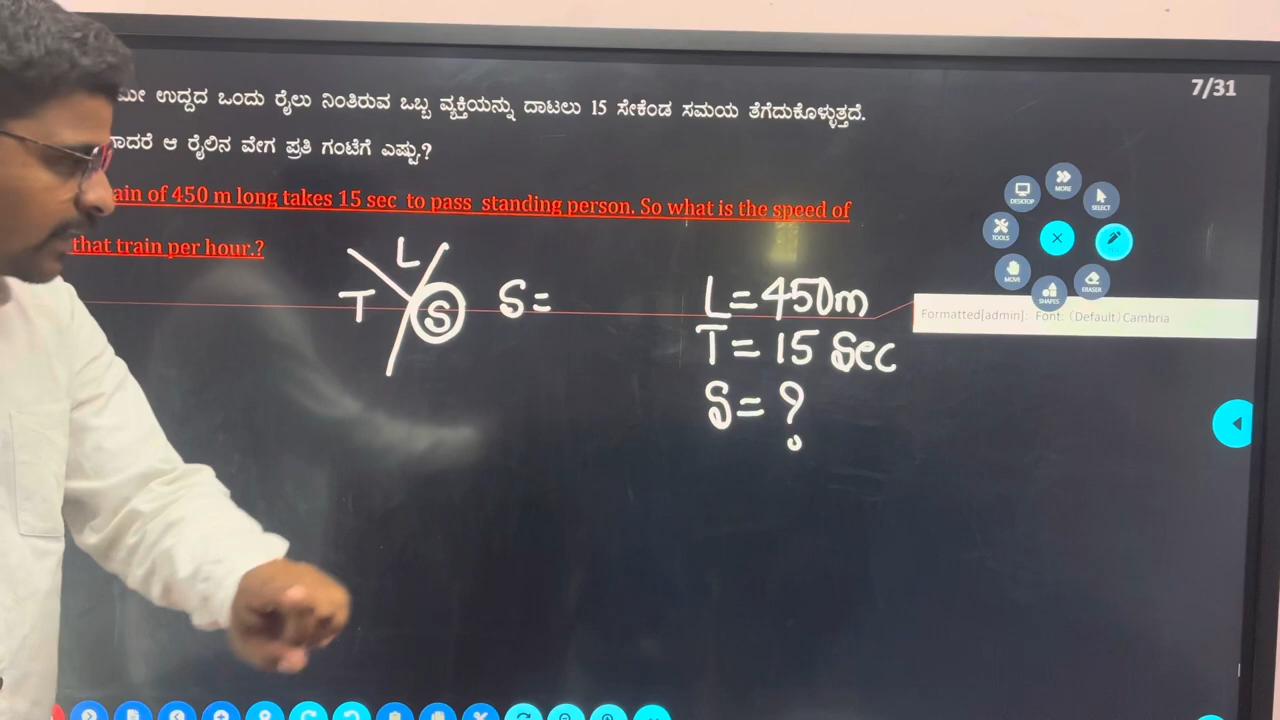 7/31
ಮೀ ಉದ್ದದ ಒಂದು ರೈಲು ನಿಂತಿರುವ ಒಬ್ಬ ವ್ಯಕ್ತಿಯನ್ನು ದಾಟಲು 15 ಸೇಕೆಂಡ ಸಮಯ ತೆಗೆದುಕೊಳ್ಳುತ್ತದೆ.
ಆ ರೈಲಿನ ವೇಗ ಪ್ರತಿ ಗಂಟೆಗೆ ಎಷ್ಟು.?
of 450 m long takes 15 sec to pass standing person. So what is the speed of
that train per hour.?
L
T S S=
L=450m
T= 15 Sec
S= ?
MORE
DESKTOP
SELECT
TOOLS
MOVE
ERASER
SHAPES
Formatted[admin]: Font: (Default)Cambria